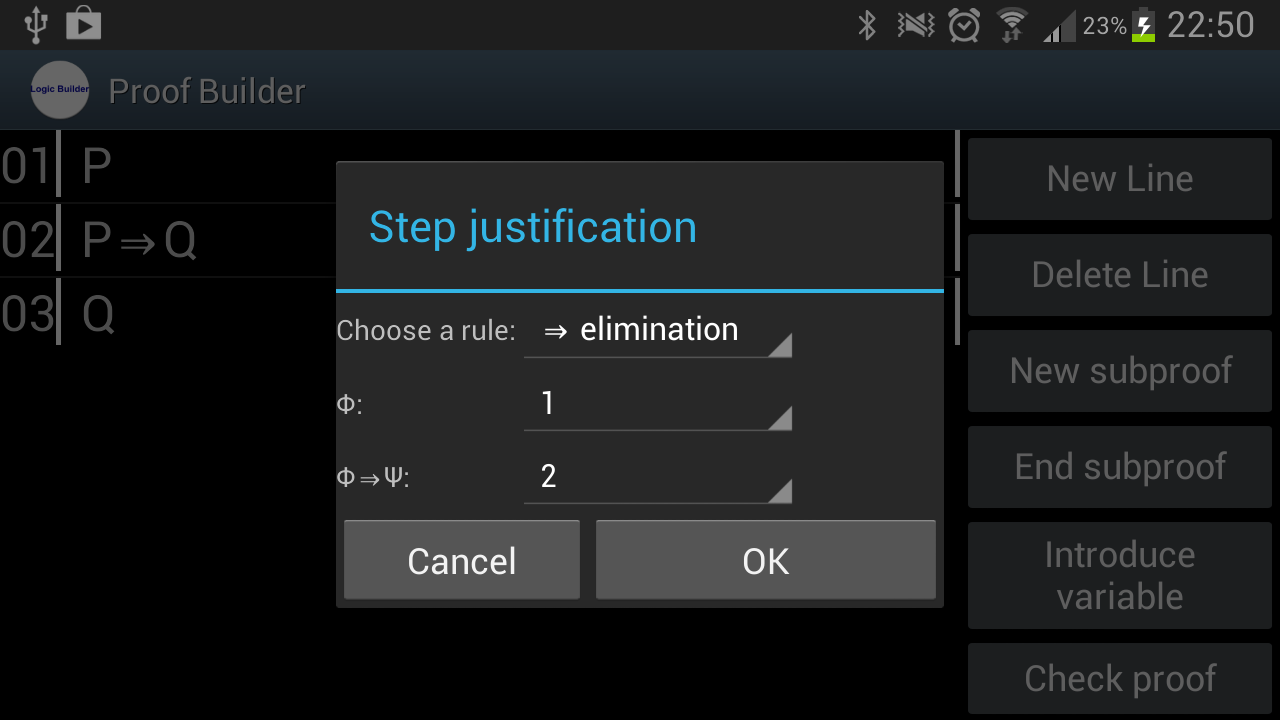 23% 22:50
Logic Builder Proof Builder
01 P
02 P⇒Q
03 Q
Step justification
Choose a rule: ⇒ elimination
Φ: 1
Φ⇒Ψ: 2
Cancel OK
New Line
Delete Line
New subproof
End subproof
Introduce
variable
Check proof